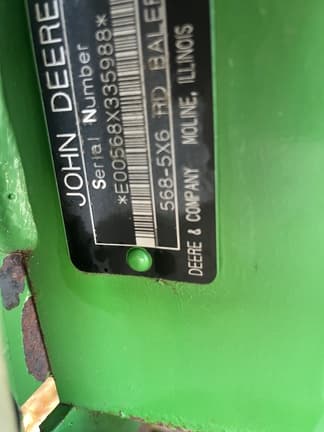 JOHN DEERE
Serial Number
*E00568X335988*
568-5X6 RD BALER
DEERE & COMPANY MOLINE, ILLINOIS